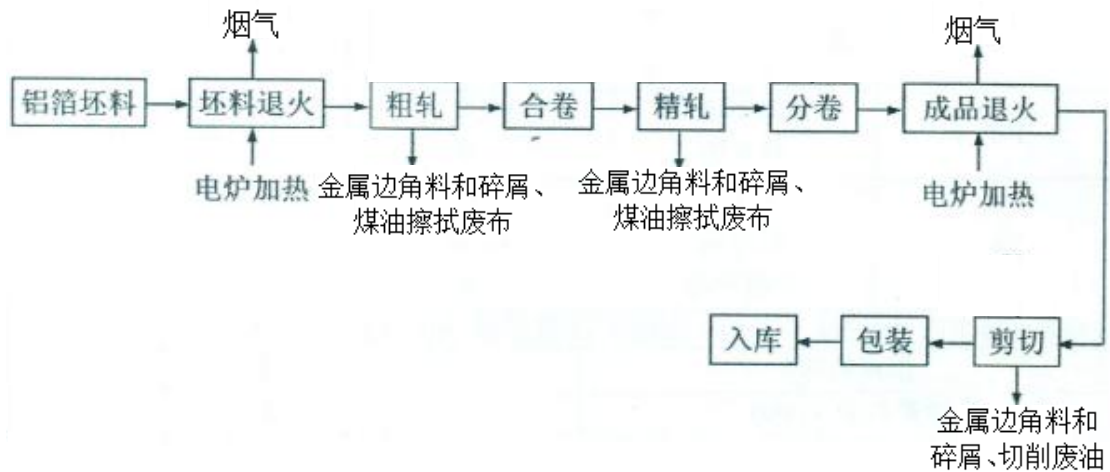 烟气
烟气
铝箔坯料
坯料退火
粗轧
合卷
精轧
分卷
成品退火
电炉加热
金属边角料和碎屑、
煤油擦拭废布
金属边角料和碎屑、
煤油擦拭废布
电炉加热
入库
包装
剪切
金属边角料和
碎屑、切削废油